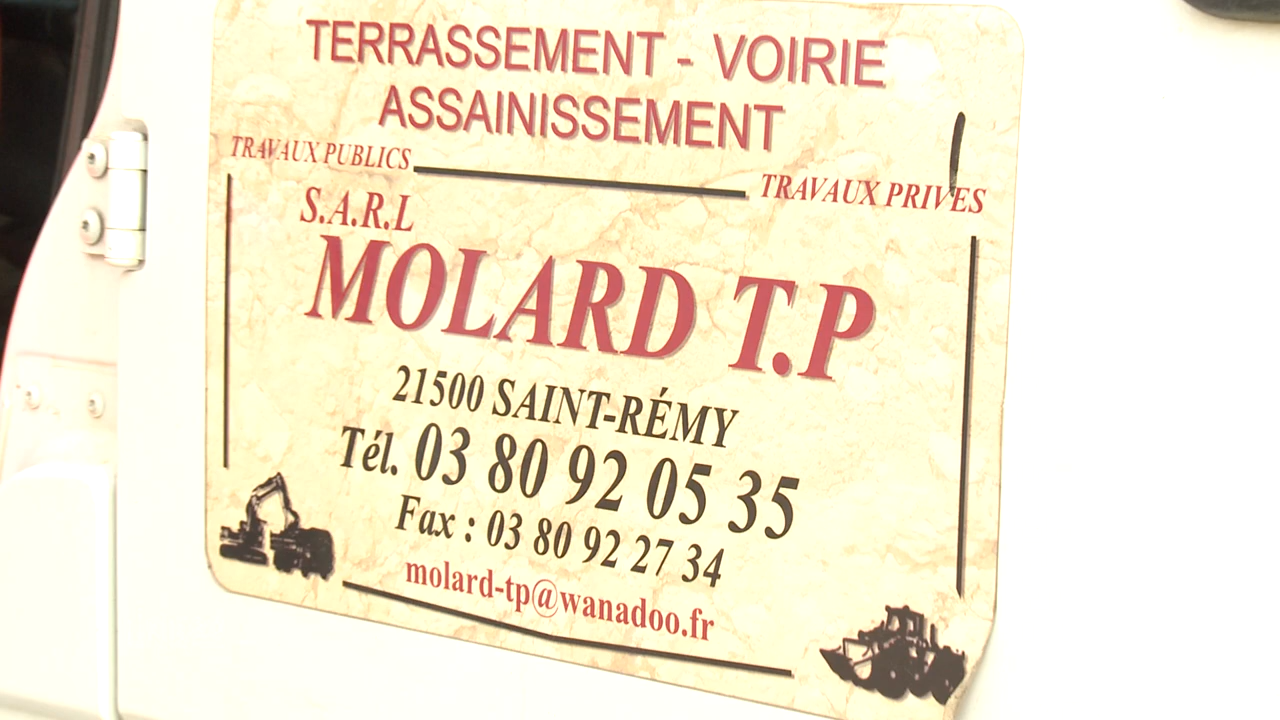 TERRASSEMENT - VOIRIE
ASSAINISSEMENT
TRAVAUX PUBLICS
TRAVAUX PRIVES
S.A.R.L
MOLARD T.P
21500 SAINT-RÉMY
Tél. 03 80 92 05 35
Fax : 03 80 92 27 34
molard-tp@wanadoo.fr